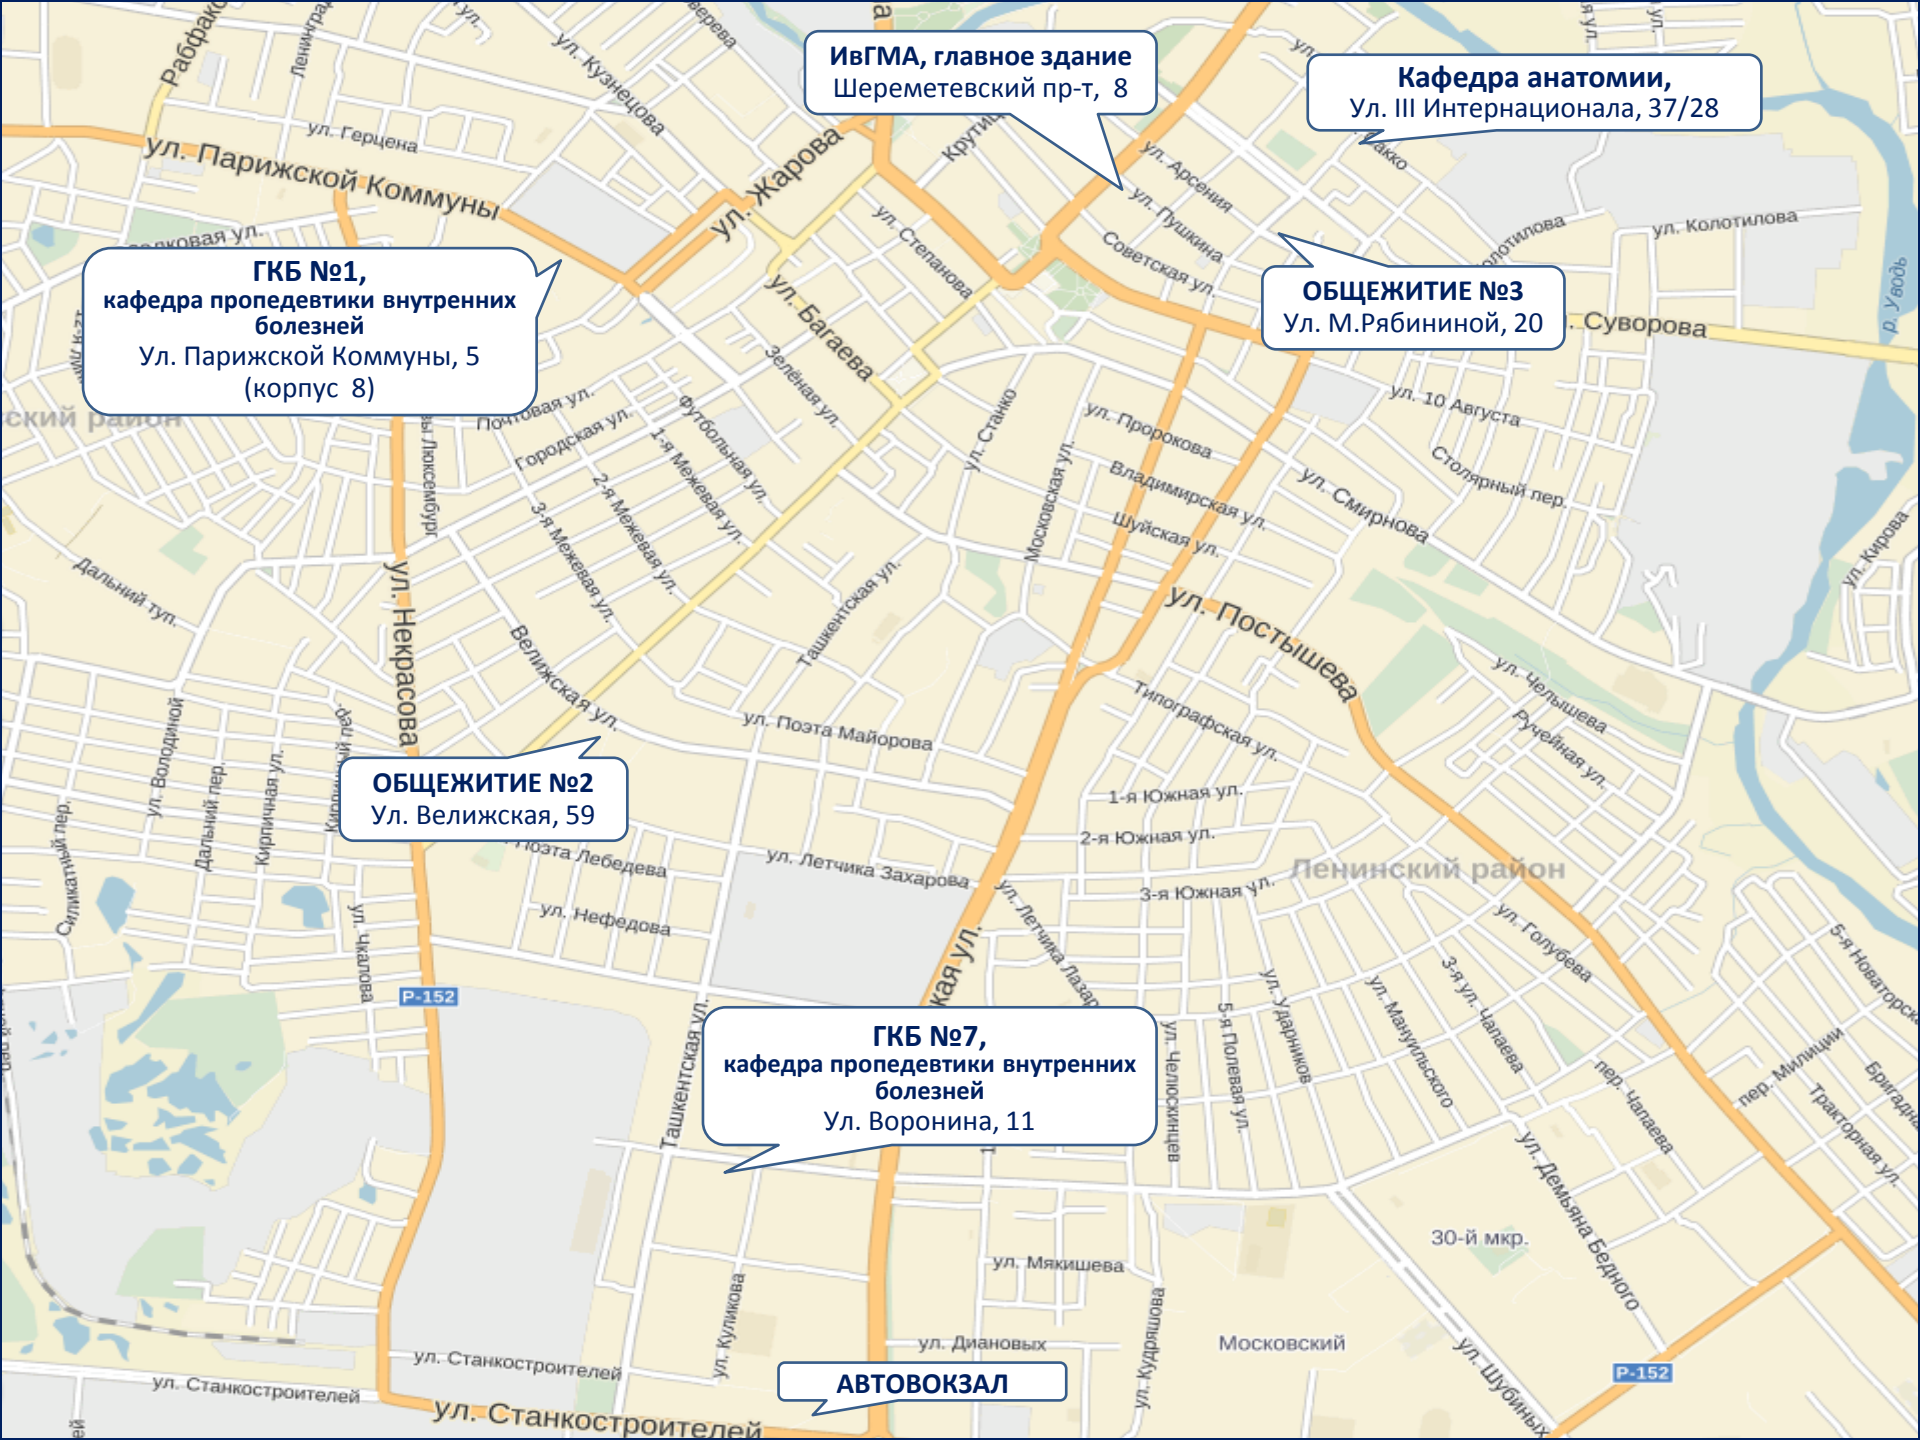 ИвГМА, главное здание
Шереметевский пр-т, 8
Кафедра анатомии,
Ул. III Интернационала, 37/28
ГКБ №1,
кафедра пропедевтики внутренних
болезней
Ул. Парижской Коммуны, 5
(корпус 8)
ОБЩЕЖИТИЕ №3
Ул. М.Рябининой, 20
ОБЩЕЖИТИЕ №2
Ул. Велижская, 59
ГКБ №7,
кафедра пропедевтики внутренних
болезней
Ул. Воронина, 11
АВТОВОКЗАЛ
ул. Кузнецова
ул. Герцена
ул. Парижской Коммуны
ул. Жарова
ул. Степанова
ул. Арсения
ул. Пушкина
Советская ул.
ул. Колотилова
р. Уводь
Суворова
ул. Багаева
Зелёная ул.
Почтовая ул.
Городская ул.
Футбольная ул.
1-я Межевая ул.
2-я Межевая ул.
3-я Межевая ул.
ул. Станко
Московская ул.
ул. Пророкова
Владимирская ул.
Шуйская ул.
ул. 10 Августа
Столярный пер.
ул. Смирнова
ул. Кирова
Дальний туп.
ул. Некрасова
Велижская ул.
Ташкентская ул.
ул. Постышева
ул. Челышева
Ручейная ул.
Типографская ул.
ул. Поэта Майорова
ул. Володиной
Дальний пер.
Кирпичная ул.
Силикатный пер.
1-я Южная ул.
2-я Южная ул.
3-я Южная ул.
Ленинский район
Поэта Лебедева
ул. Летчика Захарова
ул. Нефедова
ул. Чкалова
Р-152
ул. Голубева
ул. Ударников
5-я Полевая ул.
ул. Челюскинцев
ул. Мануильского
3-я ул. Чапаева
пер. Чапаева
пер. Милиции
Тракторная ул.
Ташкентская ул.
ул. Демьяна Бедного
30-й мкр.
ул. Мякишева
ул. Куликова
ул. Диановых
ул. Кудряшова
Московский
ул. Шубиных
Р-152
ул. Станкостроителей
ул. Станкостроителей
ул. Станкостроителей